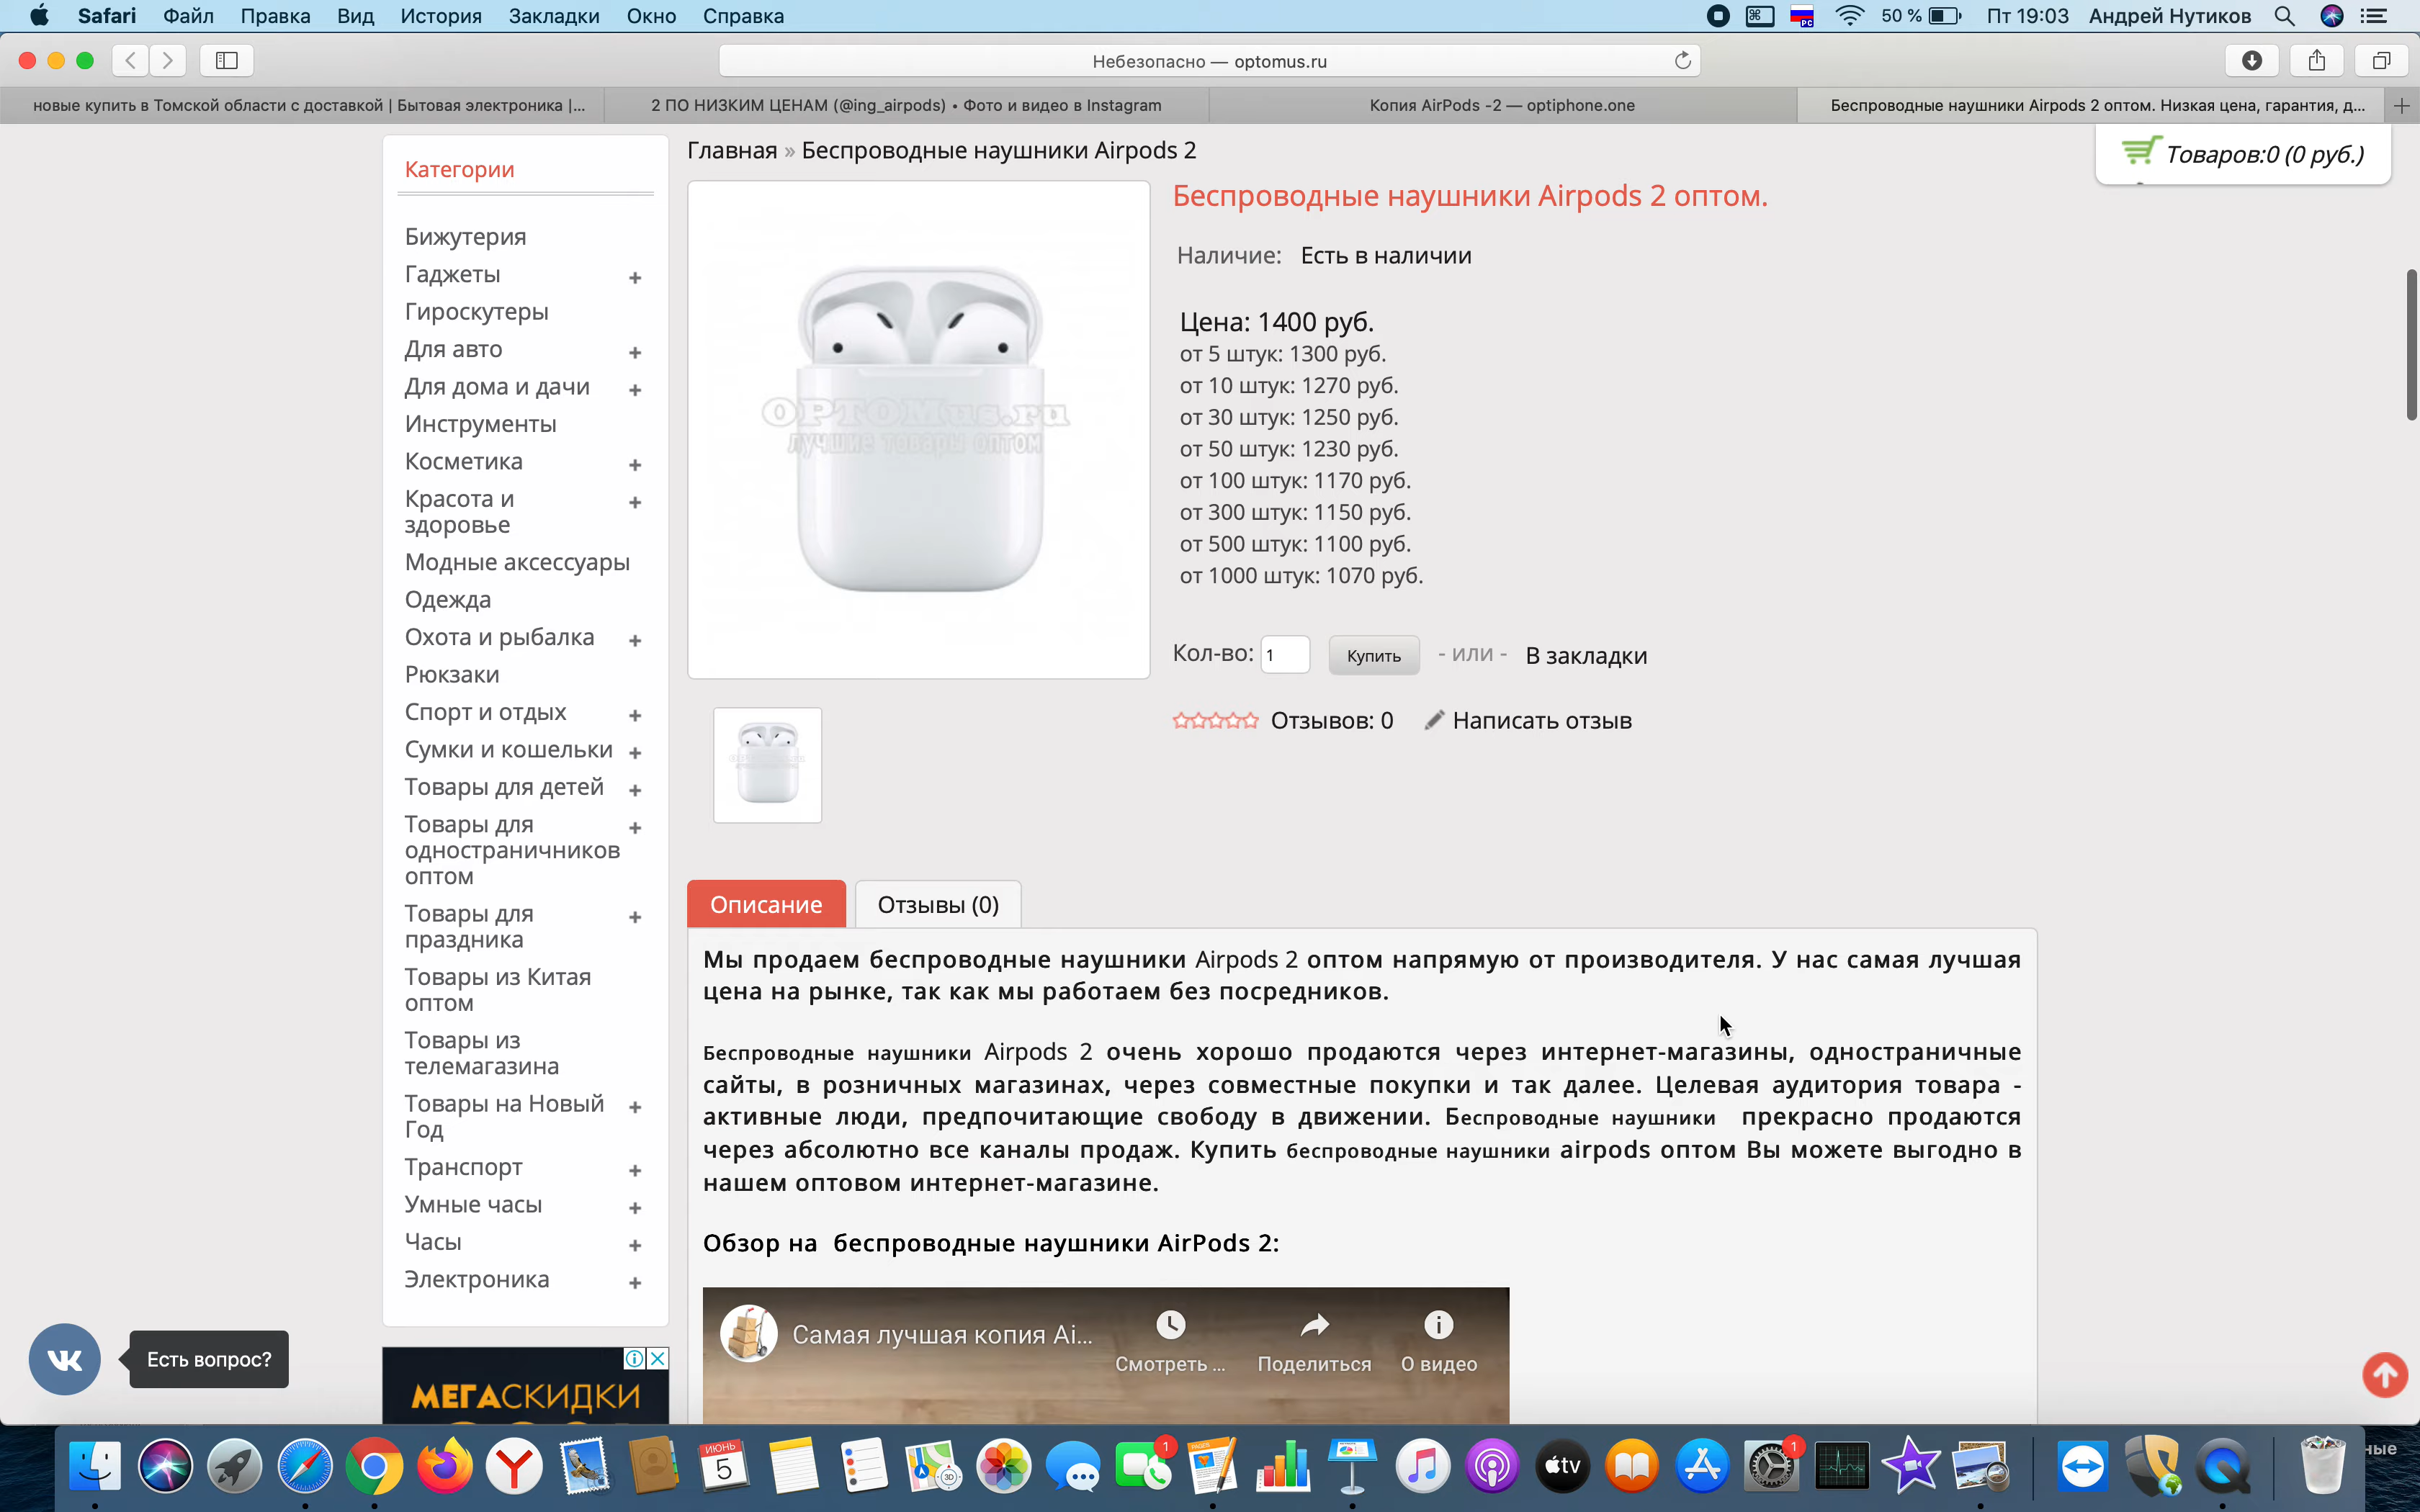 Safari Файл Правка Вид История Закладки Окно Справка
50 % Пт 19:03 Андрей Нутиков
Небезопасно — optomus.ru
новые купить в Томской области с доставкой | Бытовая электроника |...
2 ПО НИЗКИМ ЦЕНАМ (@ing_airpods) • Фото и видео в Instagram
Копия AirPods -2 — optiphone.one
Беспроводные наушники Airpods 2 оптом. Низкая цена, гарантия, д...
Товаров:0 (0 руб.)
Категории
Бижутерия
Гаджеты +
Гироскутеры
Для авто +
Для дома и дачи +
Инструменты
Косметика +
Красота и +
здоровье
Модные аксессуары
Одежда
Охота и рыбалка +
Рюкзаки
Спорт и отдых +
Сумки и кошельки +
Товары для детей +
Товары для +
одностраничников
оптом
Товары для +
праздника
Товары из Китая
оптом
Товары из
телемагазина
Товары на Новый +
Год
Транспорт +
Умные часы +
Часы +
Электроника +
Главная » Беспроводные наушники Airpods 2
OPTOMus.ru
лучшие товары оптом
Беспроводные наушники Airpods 2 оптом.
Наличие: Есть в наличии
Цена: 1400 руб.
от 5 штук: 1300 руб.
от 10 штук: 1270 руб.
от 30 штук: 1250 руб.
от 50 штук: 1230 руб.
от 100 штук: 1170 руб.
от 300 штук: 1150 руб.
от 500 штук: 1100 руб.
от 1000 штук: 1070 руб.
Кол-во: 1 Купить - или - В закладки
Отзывов: 0 Написать отзыв
Описание Отзывы (0)
Мы продаем беспроводные наушники Airpods 2 оптом напрямую от производителя. У нас самая лучшая
цена на рынке, так как мы работаем без посредников.
Беспроводные наушники Airpods 2 очень хорошо продаются через интернет-магазины, одностраничные
сайты, в розничных магазинах, через совместные покупки и так далее. Целевая аудитория товара -
активные люди, предпочитающие свободу в движении. Беспроводные наушники прекрасно продаются
через абсолютно все каналы продаж. Купить беспроводные наушники airpods оптом Вы можете выгодно в
нашем оптовом интернет-магазине.
Обзор на беспроводные наушники AirPods 2:
Самая лучшая копия Ai...
Смотреть ... Поделиться О видео
Есть вопрос?
МЕГАСКИДКИ
ИЮНЬ
5
3D
1
PAGES
tv
1
ные